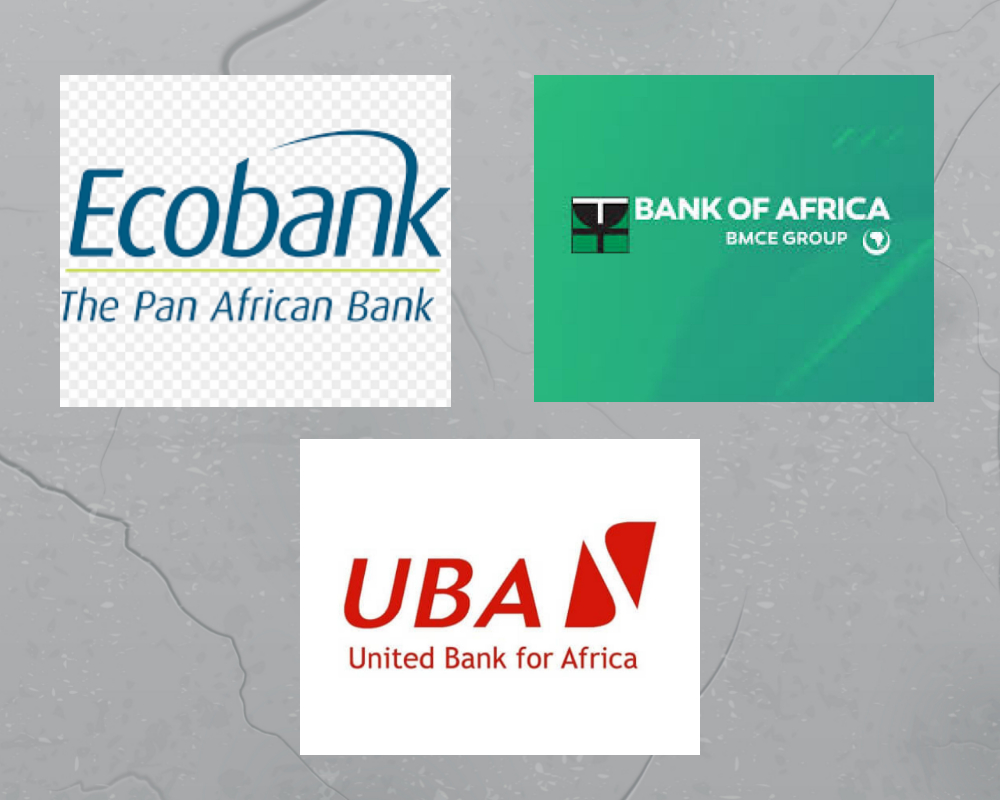 Ecobank
The Pan African Bank
BANK OF AFRICA
BMCE GROUP
UBA
United Bank for Africa